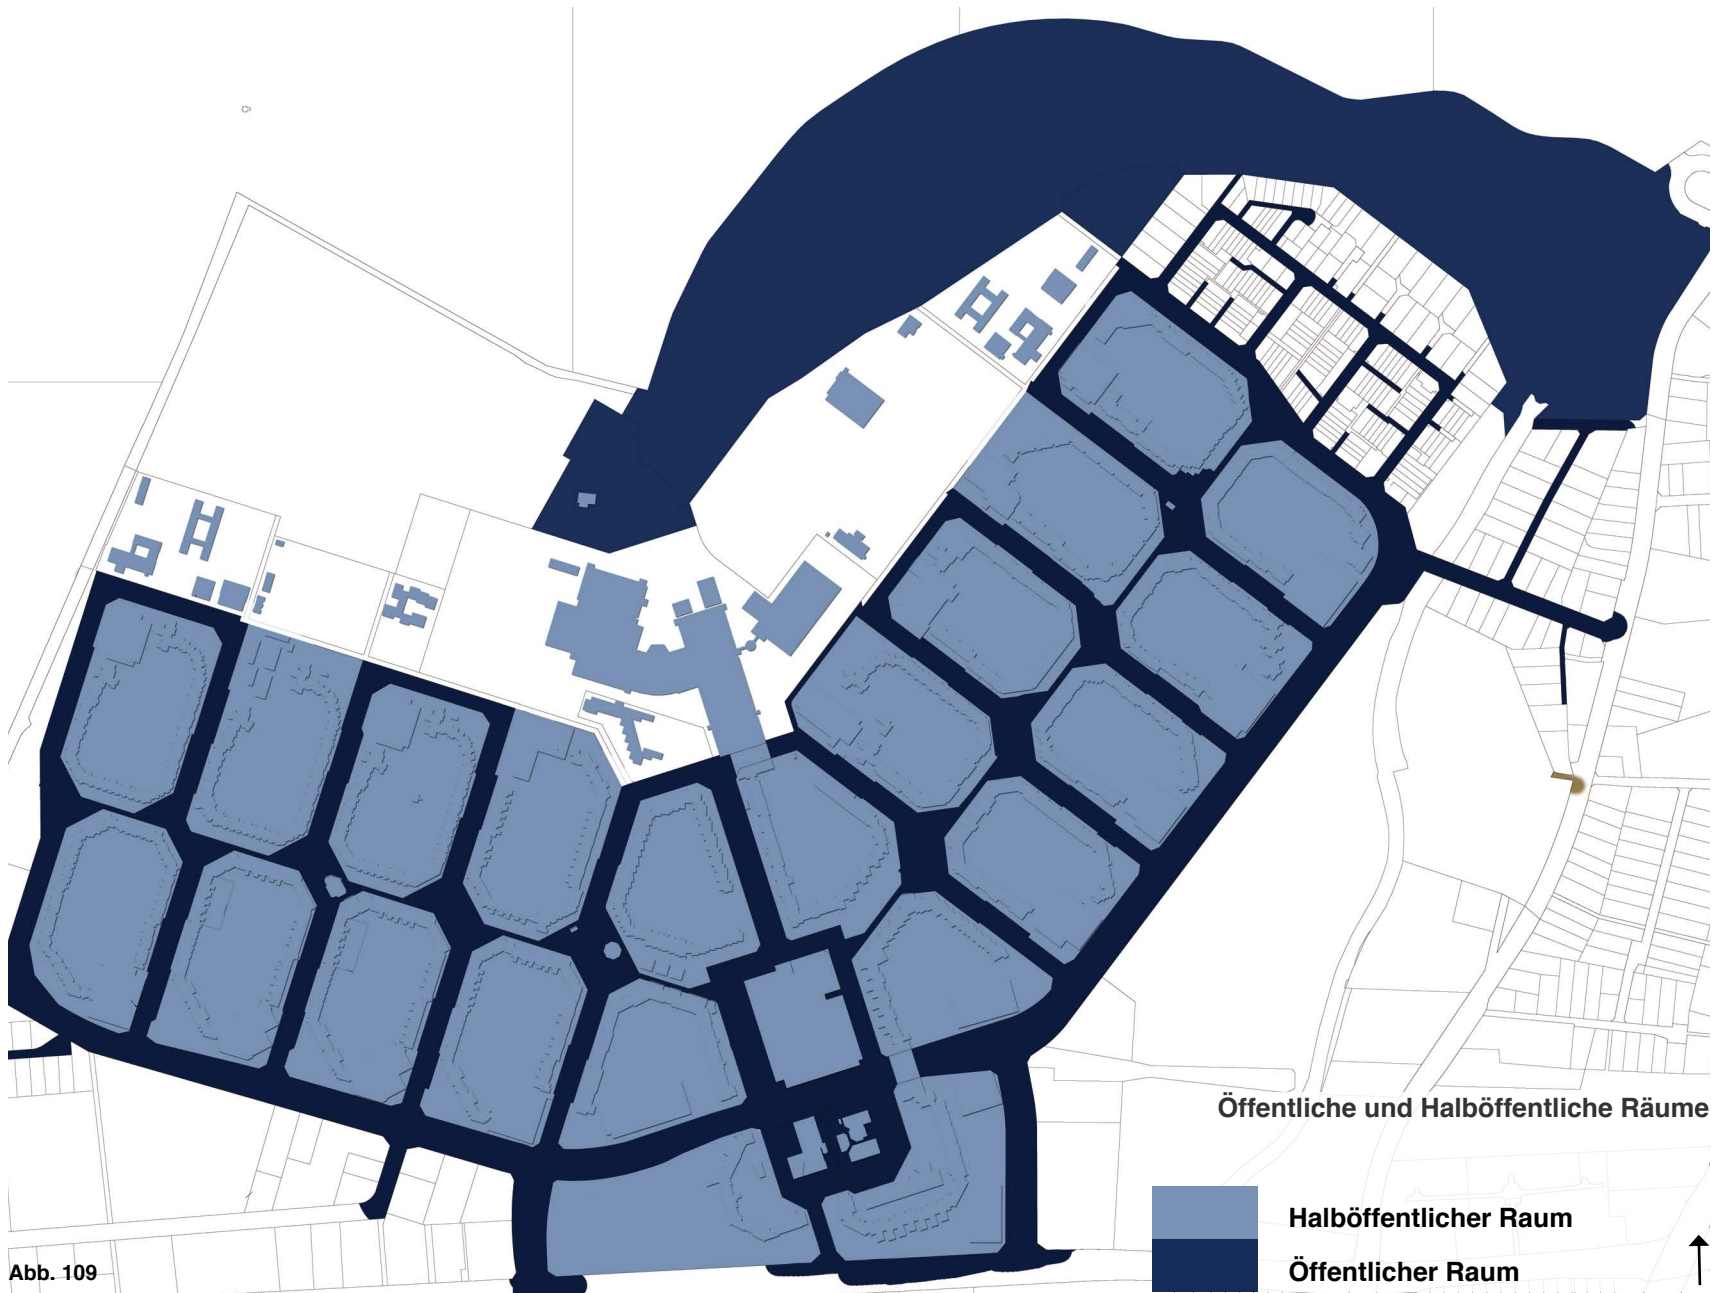 Öffentliche und Halböffentliche Räume
Halböffentlicher Raum
Öffentlicher Raum
Abb. 109